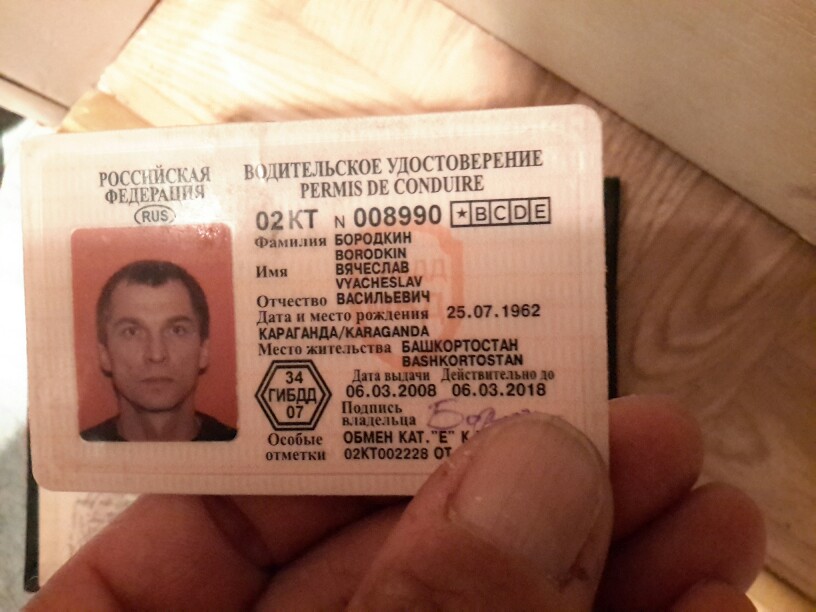 РОССИЙСКАЯ
ФЕДЕРАЦИЯ
RUS
ВОДИТЕЛЬСКОЕ УДОСТОВЕРЕНИЕ
PERMIS DE CONDUIRE
02 КТ N 008990 *BCDE
Фамилия БОРОДКИН
BORODKIN
Имя ВЯЧЕСЛАВ
VYACHESLAV
Отчество ВАСИЛЬЕВИЧ
Дата и место рождения 25.07.1962
КАРАГАНДА/KARAGANDA
Место жительства БАШКОРТОСТАН
BASHKORTOSTAN
Дата выдачи Действительно до
06.03.2008 06.03.2018
34
ГИБДД
07
Подпись
владельца
Особые отметки ОБМЕН КАТ."E" К
02КТ002228 ОТ